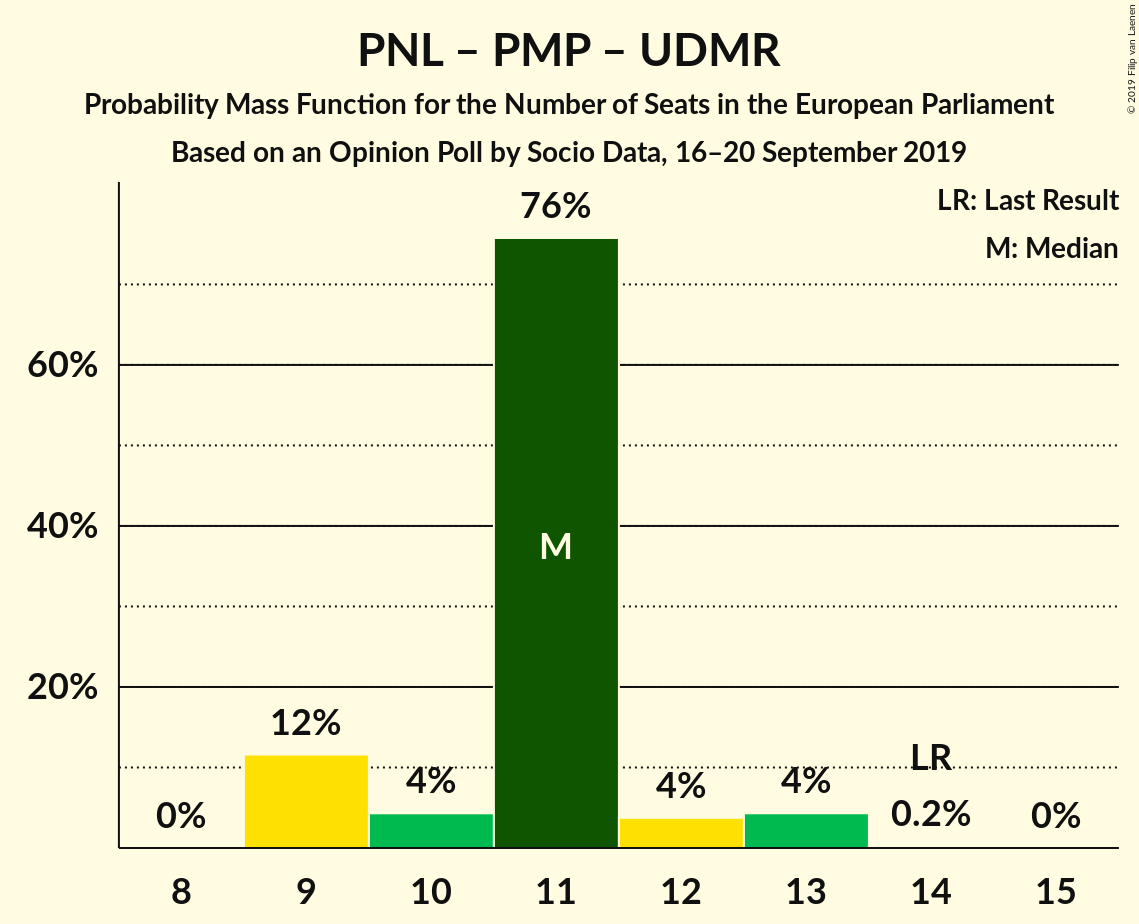 PNL – PMP – UDMR
Probability Mass Function for the Number of Seats in the European Parliament
Based on an Opinion Poll by Socio Data, 16–20 September 2019
© 2019 Filip van Laenen
LR: Last Result
M: Median
76%
60%
40%
20%
M
0%
12%
4%
4%
4%
LR
0.2%
0%
8 9 10 11 12 13 14 15